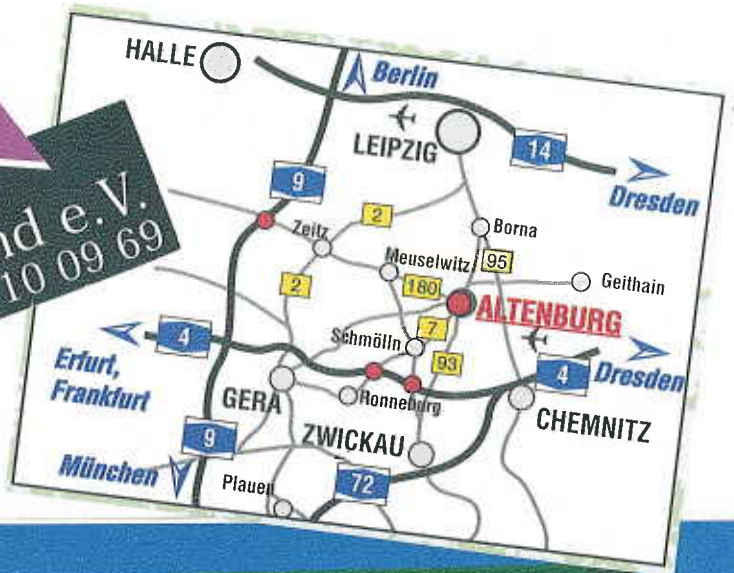 HALLE
Berlin
LEIPZIG
14
Dresden
9
nd e.V.
10 09 69
2
Zeitz
Borna
Meuselwitz
95
Geithain
2
180
ALTENBURG
7
Schmölln
93
4
4
Dresden
Erfurt,
Frankfurt
GERA
Ronneburg
CHEMNITZ
ZWICKAU
9
München
72
Plauen